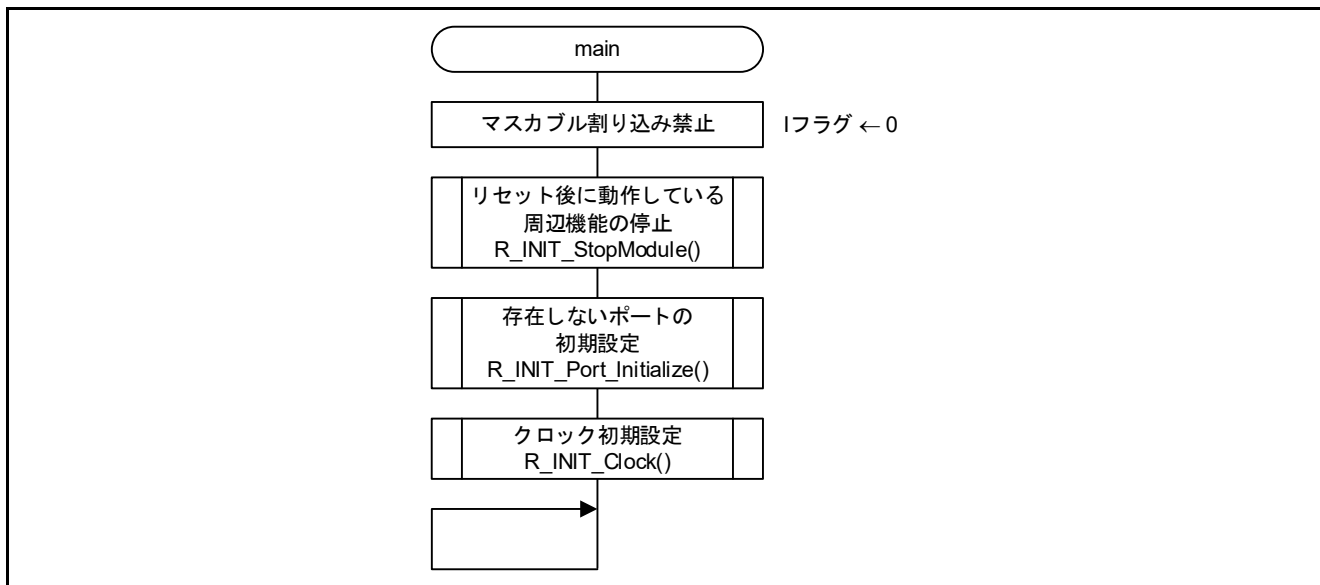 main
マスカブル割り込み禁止
Iフラグ ← 0
リセット後に動作している
周辺機能の停止
R_INIT_StopModule()
存在しないポートの
初期設定
R_INIT_Port_Initialize()
クロック初期設定
R_INIT_Clock()